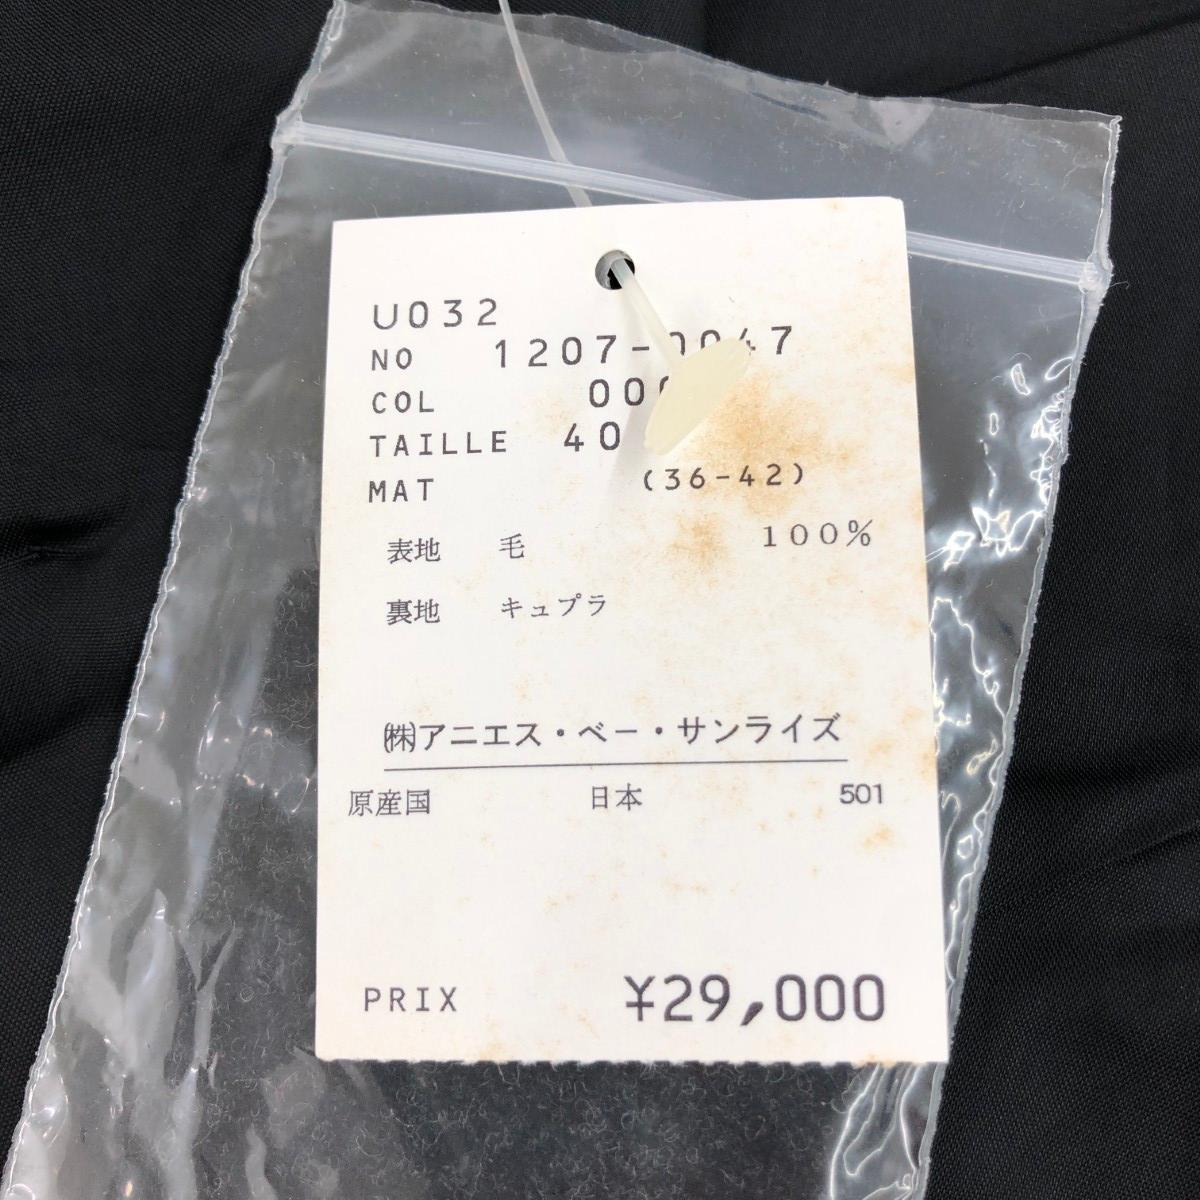 U032
NO 1207-0047
COL
TAILLE 40
MAT (36-42)
表地 毛 100%
裏地 キュプラ
㈱アニエス・ベー・サンライズ
原産国 日本 501
PRIX ¥29,000